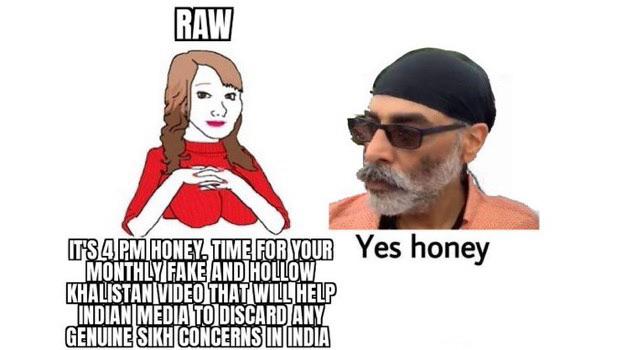 RAW
IT'S 4 PM HONEY. TIME FOR YOUR
MONTHLY FAKE AND HOLLOW
KHALISTAN VIDEO THAT WILL HELP
INDIAN MEDIA TO DISCARD ANY
GENUINE SIKH CONCERNS IN INDIA
Yes honey